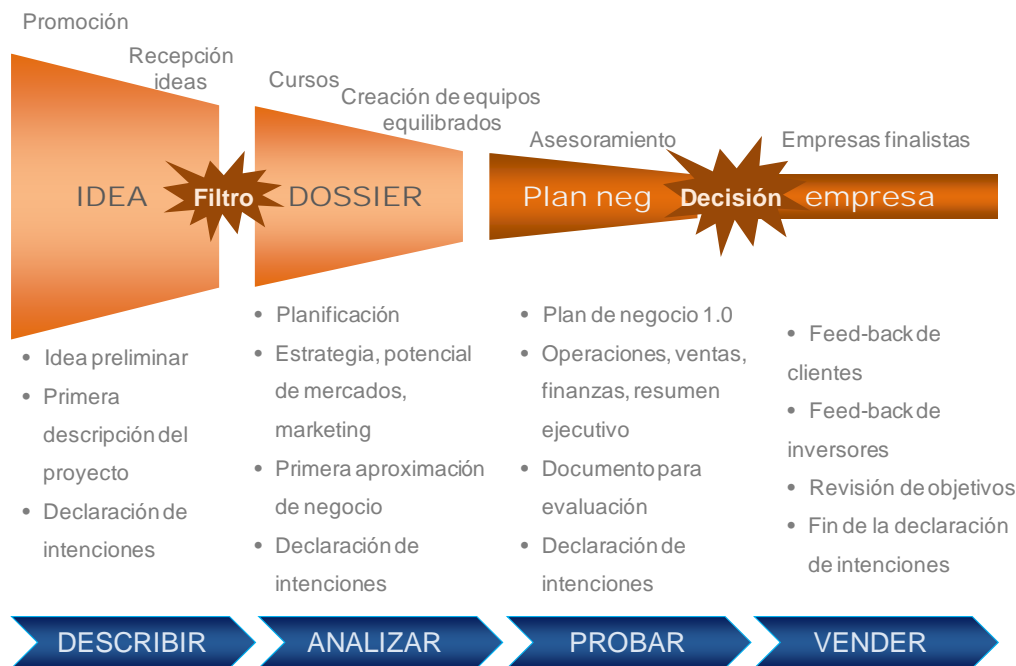 Promoción
Recepción
ideas
Cursos
Creación de equipos
equilibrados
Asesoramiento
Empresas finalistas
IDEA
Filtro
DOSSIER
Plan neg
Decisión
empresa
• Idea preliminar
• Primera
descripción del
proyecto
• Declaración de
intenciones
• Planificación
• Estrategia, potencial
de mercados,
marketing
• Primera aproximación
de negocio
• Declaración de
intenciones
• Plan de negocio 1.0
• Operaciones, ventas,
finanzas, resumen
ejecutivo
• Documento para
evaluación
• Declaración de
intenciones
• Feed-back de
clientes
• Feed-back de
inversores
• Revisión de objetivos
• Fin de la declaración
de intenciones
DESCRIBIR
ANALIZAR
PROBAR
VENDER